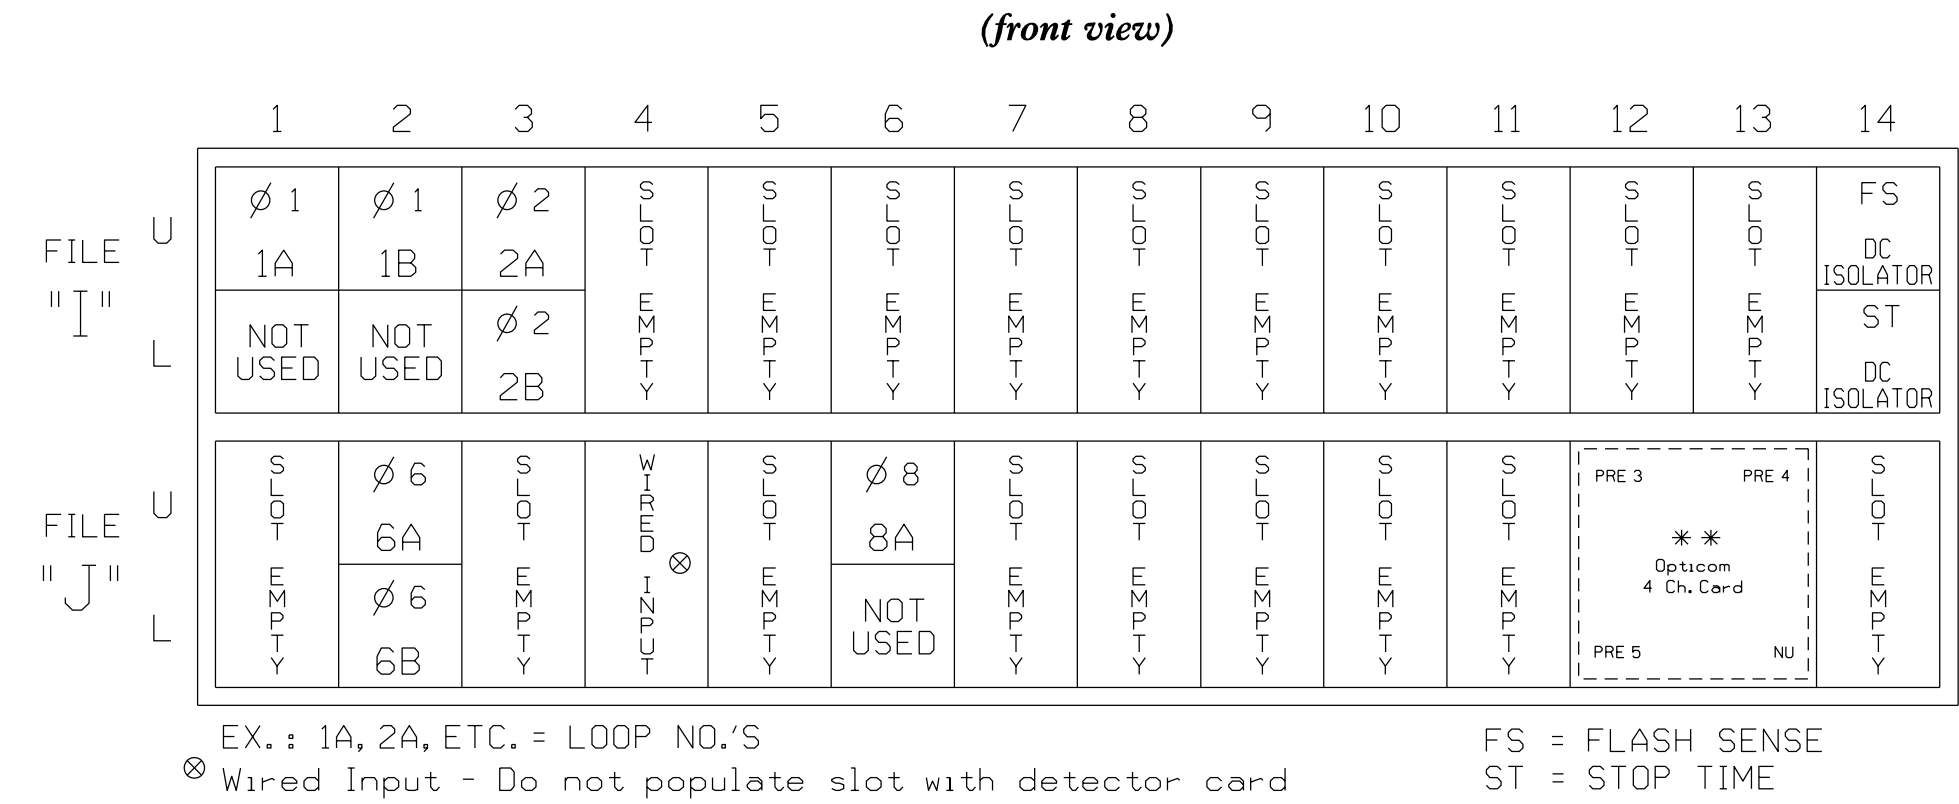 (front view)
1 2 3 4 5 6 7 8 9 10 11 12 13 14
FILE "I"
U
L
Ø 1
1A
NOT
USED
Ø 1
1B
NOT
USED
Ø 2
2A
Ø 2
2B
SLOT EMPTY
SLOT EMPTY
SLOT EMPTY
SLOT EMPTY
SLOT EMPTY
SLOT EMPTY
SLOT EMPTY
SLOT EMPTY
SLOT EMPTY
SLOT EMPTY
FS
DC
ISOLATOR
ST
DC
ISOLATOR
FILE "J"
U
L
SLOT EMPTY
Ø 6
6A
Ø 6
6B
SLOT EMPTY
WIRED INPUT ⊗
SLOT EMPTY
Ø 8
8A
NOT
USED
SLOT EMPTY
SLOT EMPTY
SLOT EMPTY
SLOT EMPTY
SLOT EMPTY
PRE 3 PRE 4
**
Opticom
4 Ch. Card
PRE 5 NU
SLOT EMPTY
EX.: 1A, 2A, ETC. = LOOP NO.'S
⊗ Wired Input - Do not populate slot with detector card
FS = FLASH SENSE
ST = STOP TIME